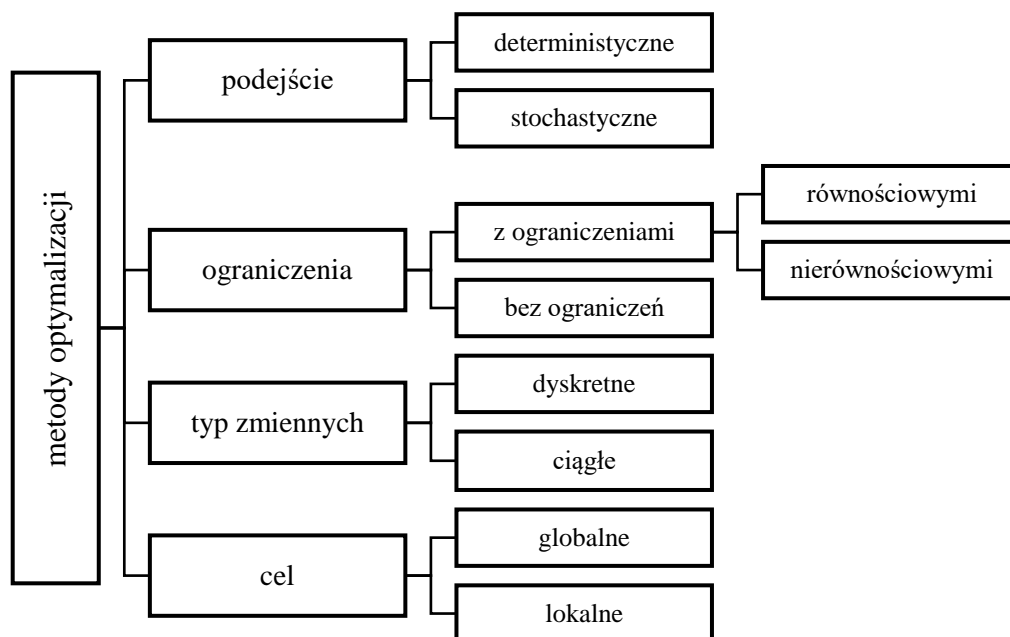 metody optymalizacji
podejście
deterministyczne
stochastyczne
ograniczenia
z ograniczeniami
równościowymi
nierównościowymi
bez ograniczeń
typ zmiennych
dyskretne
ciągłe
cel
globalne
lokalne